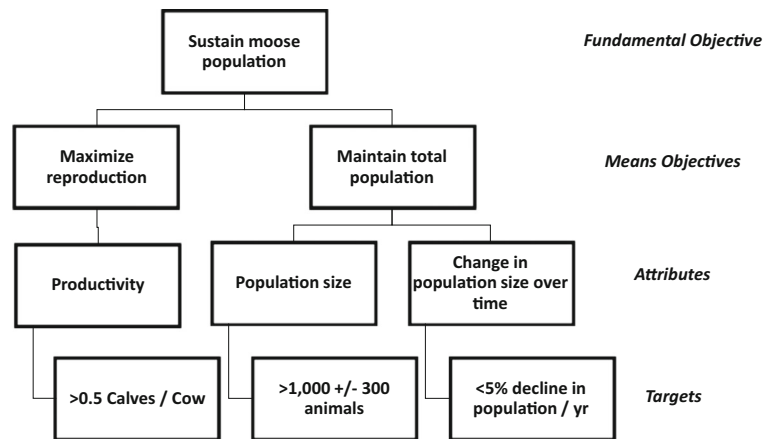 Sustain moose
population
Fundamental Objective
Maximize
reproduction
Maintain total
population
Means Objectives
Productivity
Population size
Change in
population size over
time
Attributes
>0.5 Calves / Cow
>1,000 +/- 300
animals
<5% decline in
population / yr
Targets